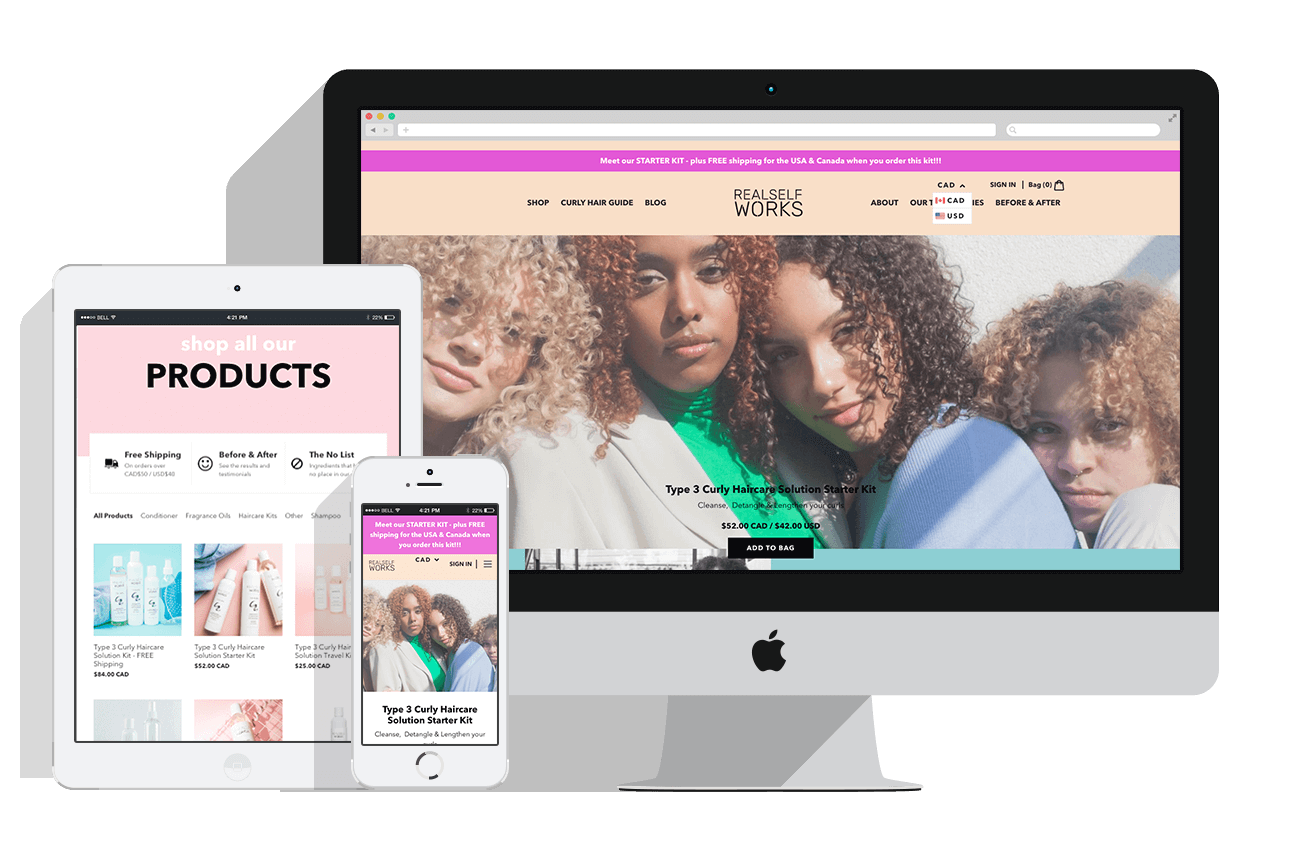 Meet our STARTER KIT - plus FREE shipping for the USA & Canada when you order this kit!!!
CAD
SIGN IN | Bag (0)
SHOP CURLY HAIR GUIDE BLOG
REALSELF
WORKS
ABOUT OUR
BEFORE & AFTER
CAD
USD
Type 3 Curly Haircare Solution Starter Kit
Cleanse, Detangle & Lengthen your curls
$52.00 CAD / $42.00 USD
ADD TO BAG
BELL 4:21 PM 22%
shop all our
PRODUCTS
Free Shipping
On orders over
CAD$50 / USD$48
Before & After
See the results and
testimonials
The No List
Ingredients that
no place in our
All Products Conditioner Fragrance Oils Haircare Kits Other Shampoo
Type 3 Curly Haircare
Solution Kit - FREE
Shipping
$84.00 CAD
Type 3 Curly Haircare
Solution Starter Kit
$52.00 CAD
Type 3 Curly Hair
Solution Travel Ki
$25.00 CAD
BELL 4:21 PM 22%
Meet our STARTER KIT - plus FREE
shipping for the USA & Canada when
you order this kit!!!
REALSELF
WORKS
CAD
SIGN IN |
Type 3 Curly Haircare
Solution Starter Kit
Cleanse, Detangle & Lengthen your
curls